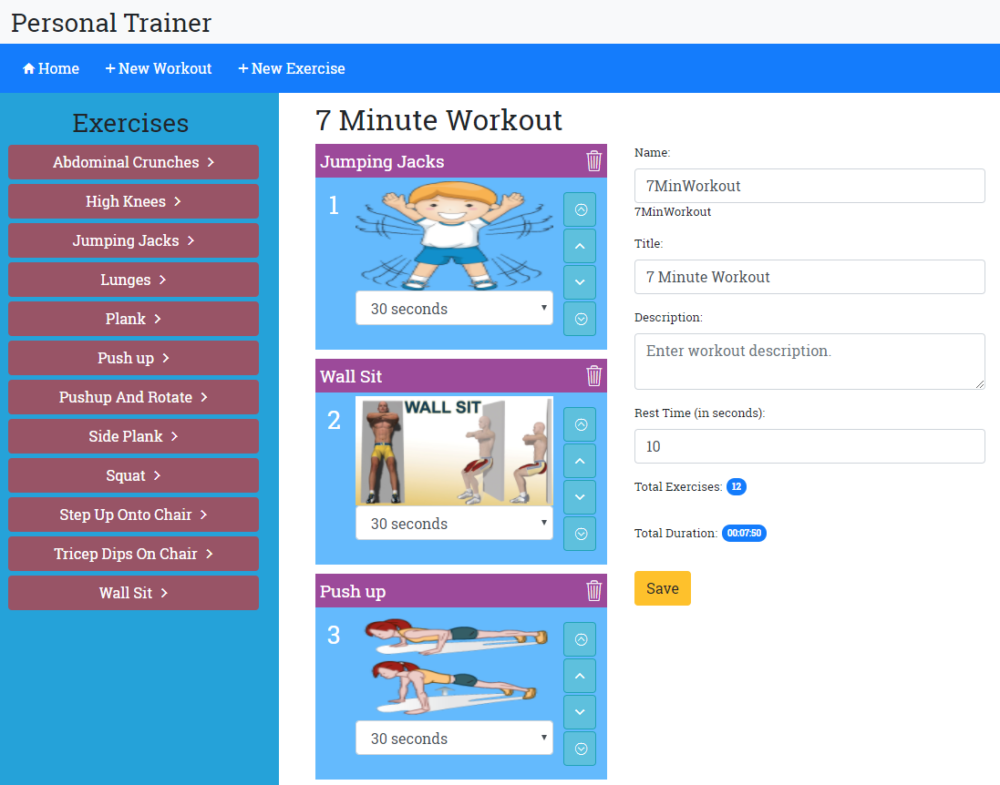 Personal Trainer
Home
New Workout
New Exercise
Exercises
Abdominal Crunches
High Knees
Jumping Jacks
Lunges
Plank
Push up
Pushup And Rotate
Side Plank
Squat
Step Up Onto Chair
Tricep Dips On Chair
Wall Sit
7 Minute Workout
Jumping Jacks
1
30 seconds
Wall Sit
2
WALL SIT
30 seconds
Push up
3
30 seconds
Name:
7MinWorkout
7MinWorkout
Title:
7 Minute Workout
Description:
Enter workout description.
Rest Time (in seconds):
10
Total Exercises: 12
Total Duration: 00:07:50
Save